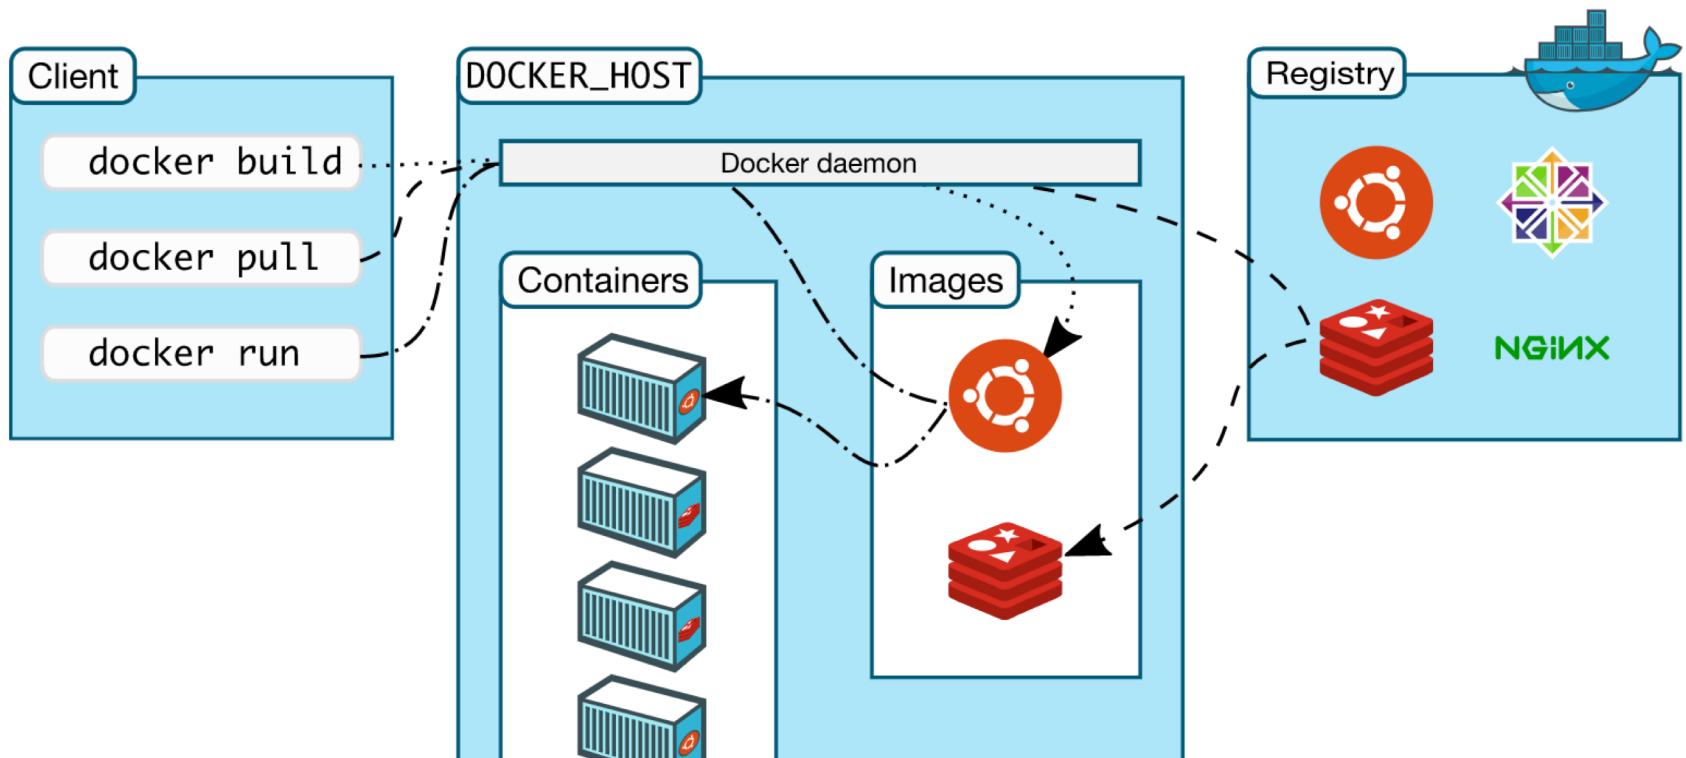 Client
docker build
docker pull
docker run
DOCKER_HOST
Docker daemon
Containers
Images
Registry
NGiNX